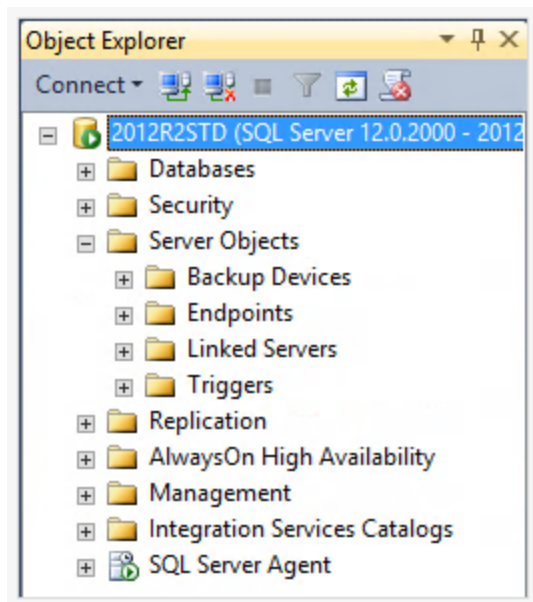 Object Explorer
Connect
2012R2STD (SQL Server 12.0.2000 - 2012
Databases
Security
Server Objects
Backup Devices
Endpoints
Linked Servers
Triggers
Replication
AlwaysOn High Availability
Management
Integration Services Catalogs
SQL Server Agent